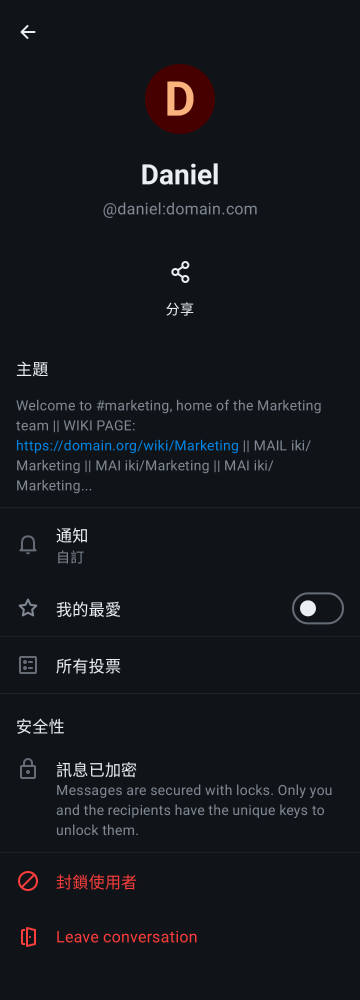 D
Daniel
@daniel:domain.com
分享
主題
Welcome to #marketing, home of the Marketing
team || WIKI PAGE:
https://domain.org/wiki/Marketing || MAIL iki/
Marketing || MAI iki/Marketing || MAI iki/
Marketing...
通知
自訂
我的最愛
所有投票
安全性
訊息已加密
Messages are secured with locks. Only you
and the recipients have the unique keys to
unlock them.
封鎖使用者
Leave conversation